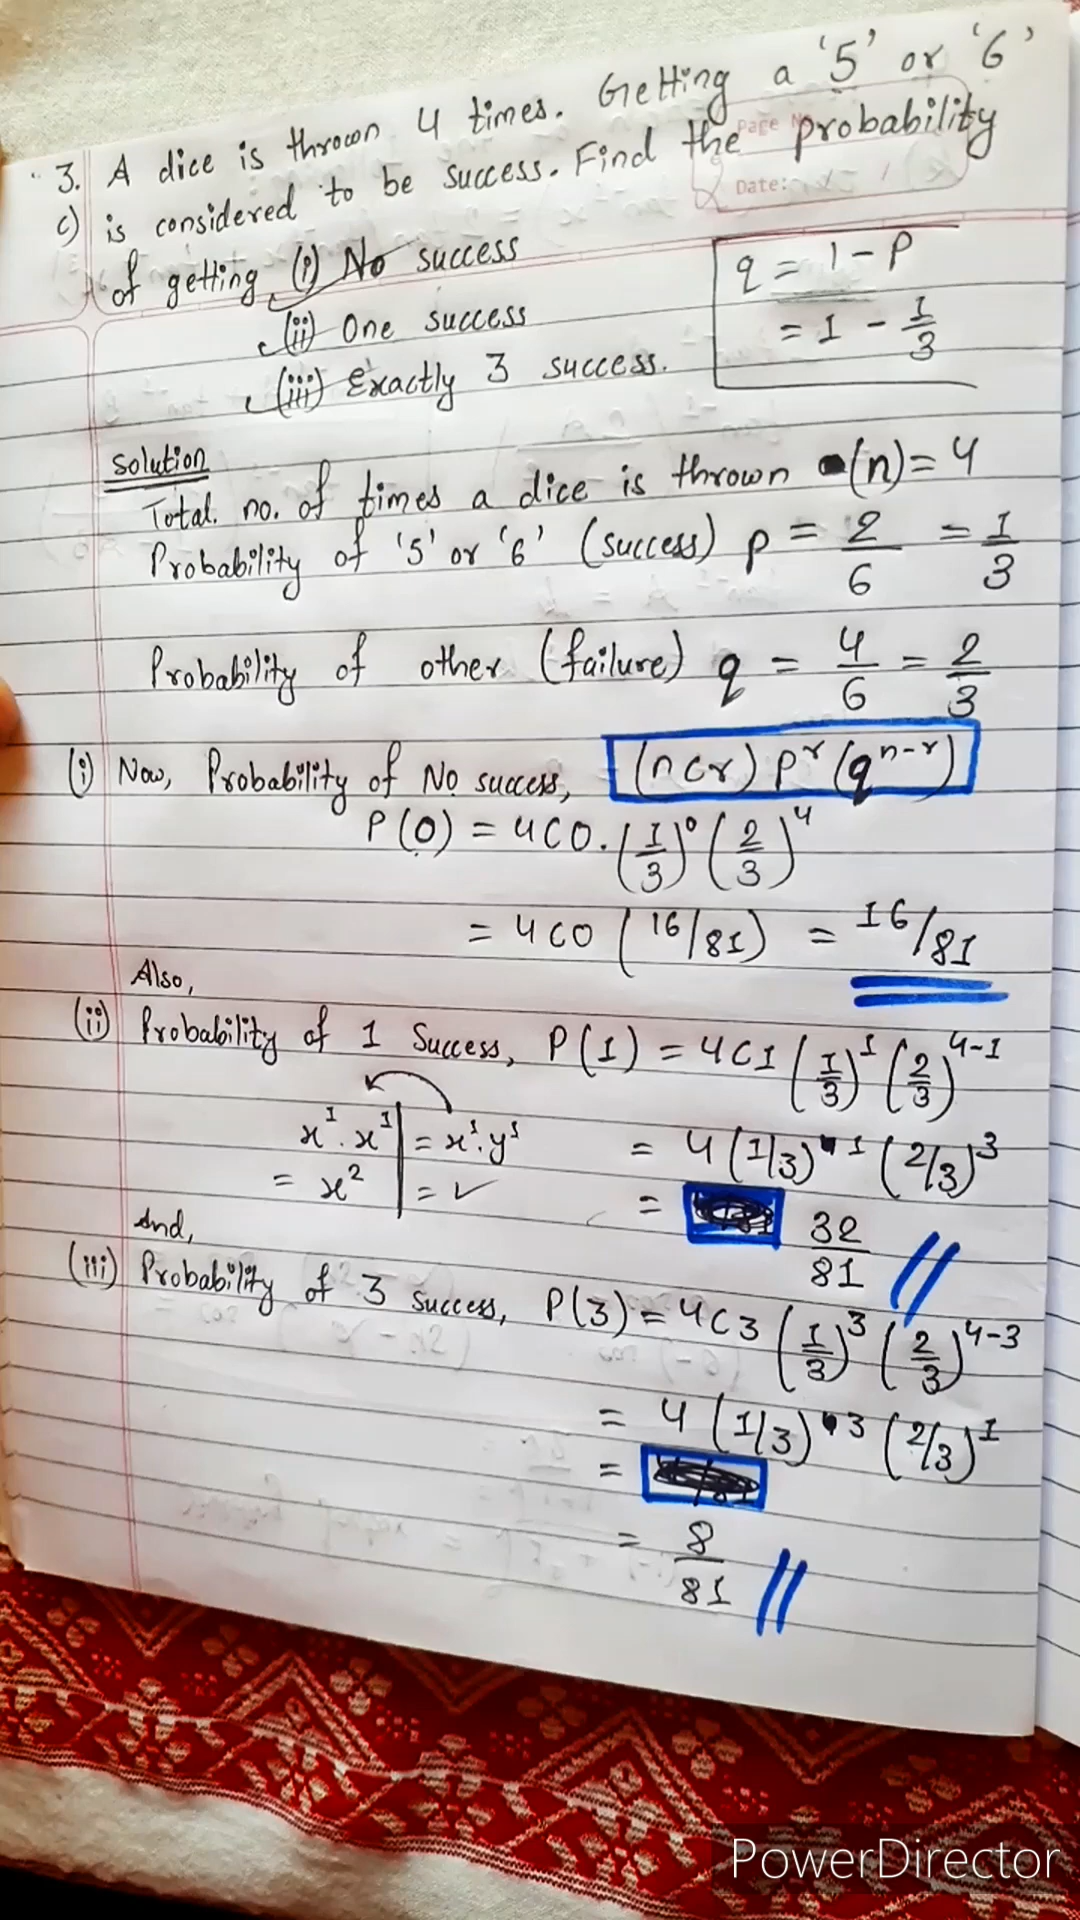 3. A dice is thrown 4 times. Getting a '5' or '6'
c) is considered to be success. Find the probability
Page
Date:
of getting (i) No success
(ii) One success
(iii) Exactly 3 success.
q = 1 - P
= 1 - 1/3
Solution
Total. no. of times a dice is thrown (n) = 4
Probability of '5' or '6' (success) p = 2/6 = 1/3
Probability of other (failure) q = 4/6 = 2/3
(i) Now, Probability of No success, (ncr) p^r (q^n-r)
P(0) = 4C0 . (1/3)^0 (2/3)^4
= 4C0 (16/81) = 16/81
Also,
(ii) Probability of 1 Success, P(1) = 4C1 (1/3)^1 (2/3)^4-1
x^1 . x^1 | = x^1 . y^1
= x^2 | = ✓
= 4 (1/3)^1 (2/3)^3
= 32/81 //
And,
(iii) Probability of 3 Success, P(3) = 4C3 (1/3)^3 (2/3)^4-3
= 4 (1/3)^3 (2/3)^1
=
= 8/81 //
PowerDirector